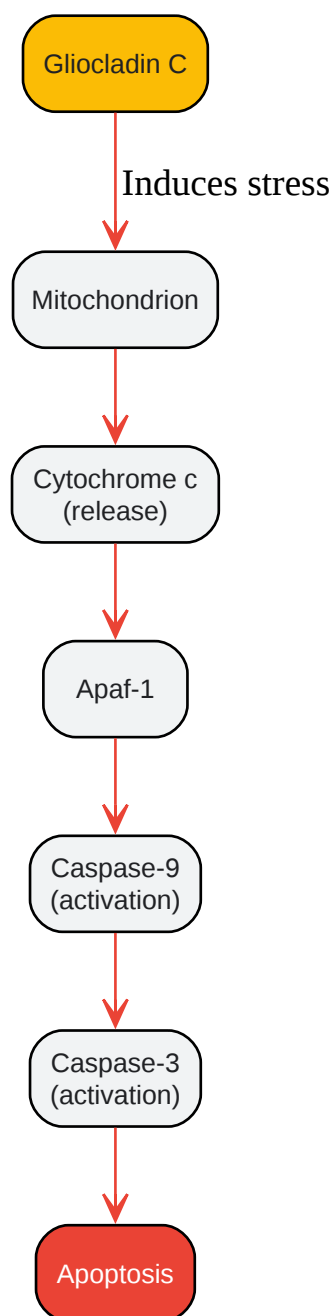 Gliocladin C
Induces stress
Mitochondrion
Cytochrome c
(release)
Apaf-1
Caspase-9
(activation)
Caspase-3
(activation)
Apoptosis